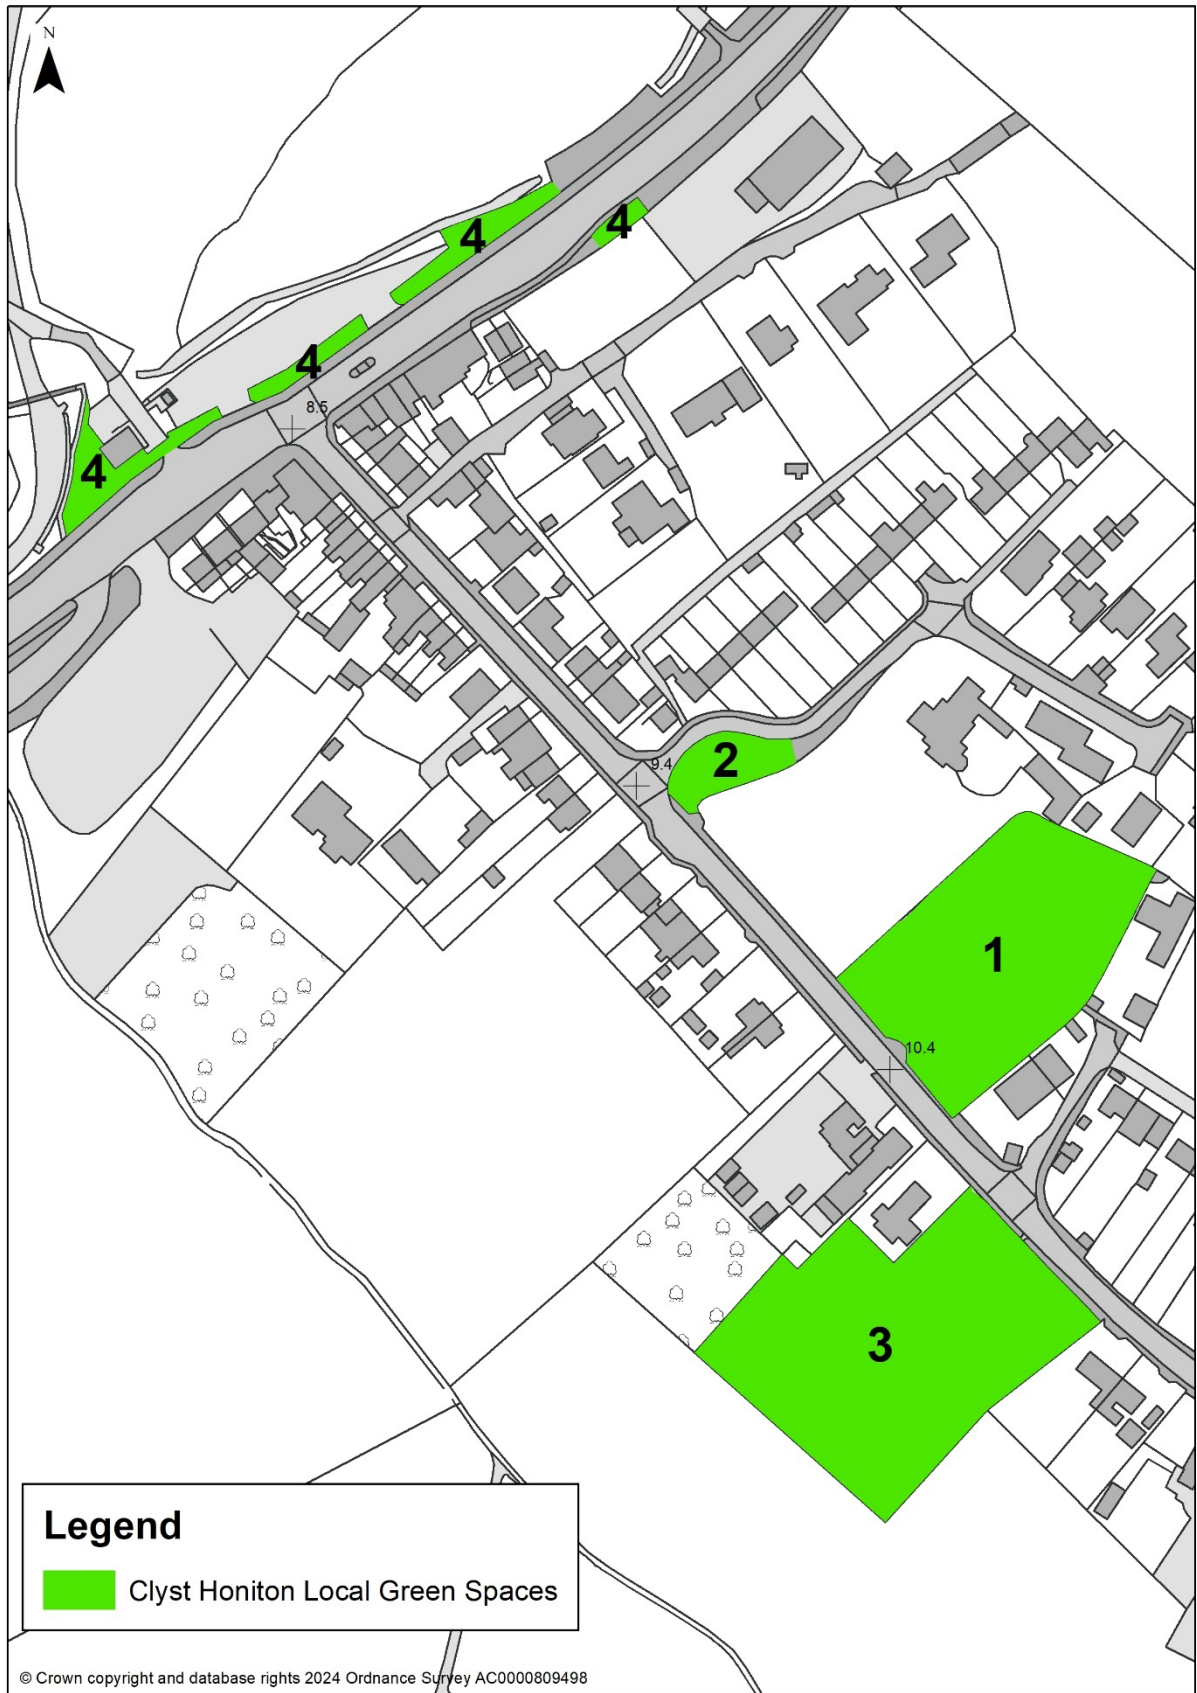 N
4
4
4
8.5
4
9.4
2
1
10.4
3
Legend
Clyst Honiton Local Green Spaces
© Crown copyright and database rights 2024 Ordnance Survey AC0000809498